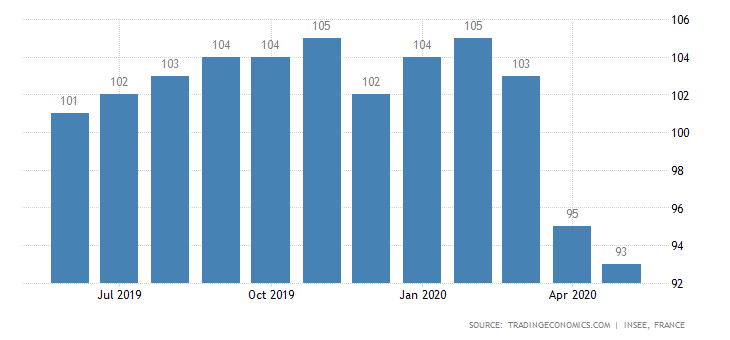 106
105 105
104 104 104 104
103 103
102 102 102
101
100
98
96
95
94
93
92
Jul 2019 Oct 2019 Jan 2020 Apr 2020
SOURCE: TRADINGECONOMICS.COM | INSEE, FRANCE